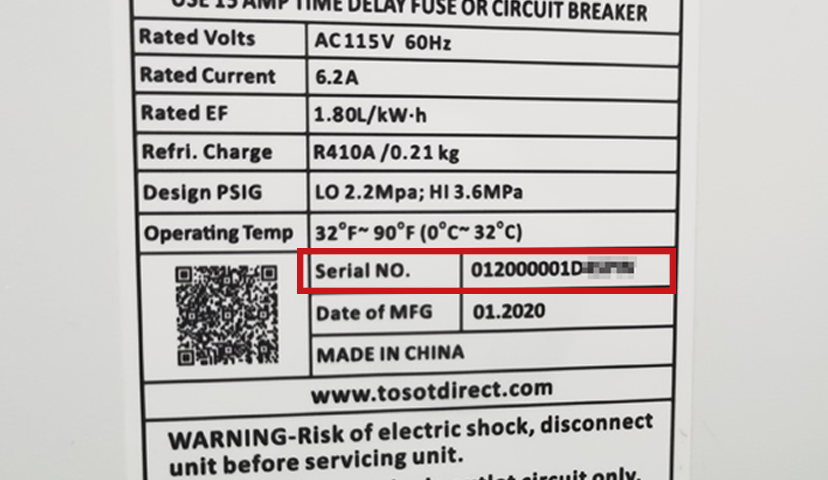 USE 15 AMP TIME DELAY FUSE OR CIRCUIT BREAKER
Rated Volts AC115V 60Hz
Rated Current 6.2A
Rated EF 1.80L/kW·h
Refri. Charge R410A /0.21 kg
Design PSIG LO 2.2Mpa; HI 3.6MPa
Operating Temp 32°F~ 90°F (0°C~ 32°C)
Serial NO. 012000001D
Date of MFG 01.2020
MADE IN CHINA
www.tosotdirect.com
WARNING-Risk of electric shock, disconnect
unit before servicing unit.
outlet circuit only.